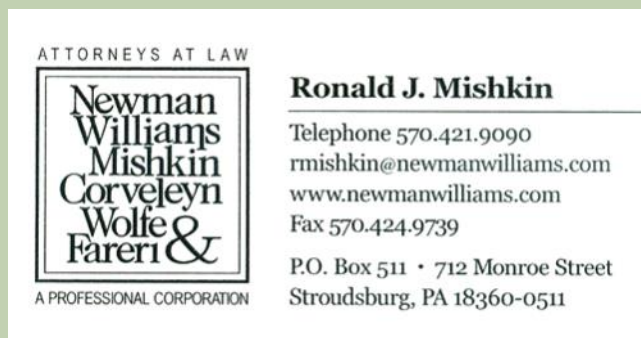 ATTORNEYS AT LAW
Newman
Williams
Mishkin
Corveleyn
Wolfe &
Fareri
A PROFESSIONAL CORPORATION
Ronald J. Mishkin
Telephone 570.421.9090
rmishkin@newmanwilliams.com
www.newmanwilliams.com
Fax 570.424.9739
P.O. Box 511 • 712 Monroe Street
Stroudsburg, PA 18360-0511